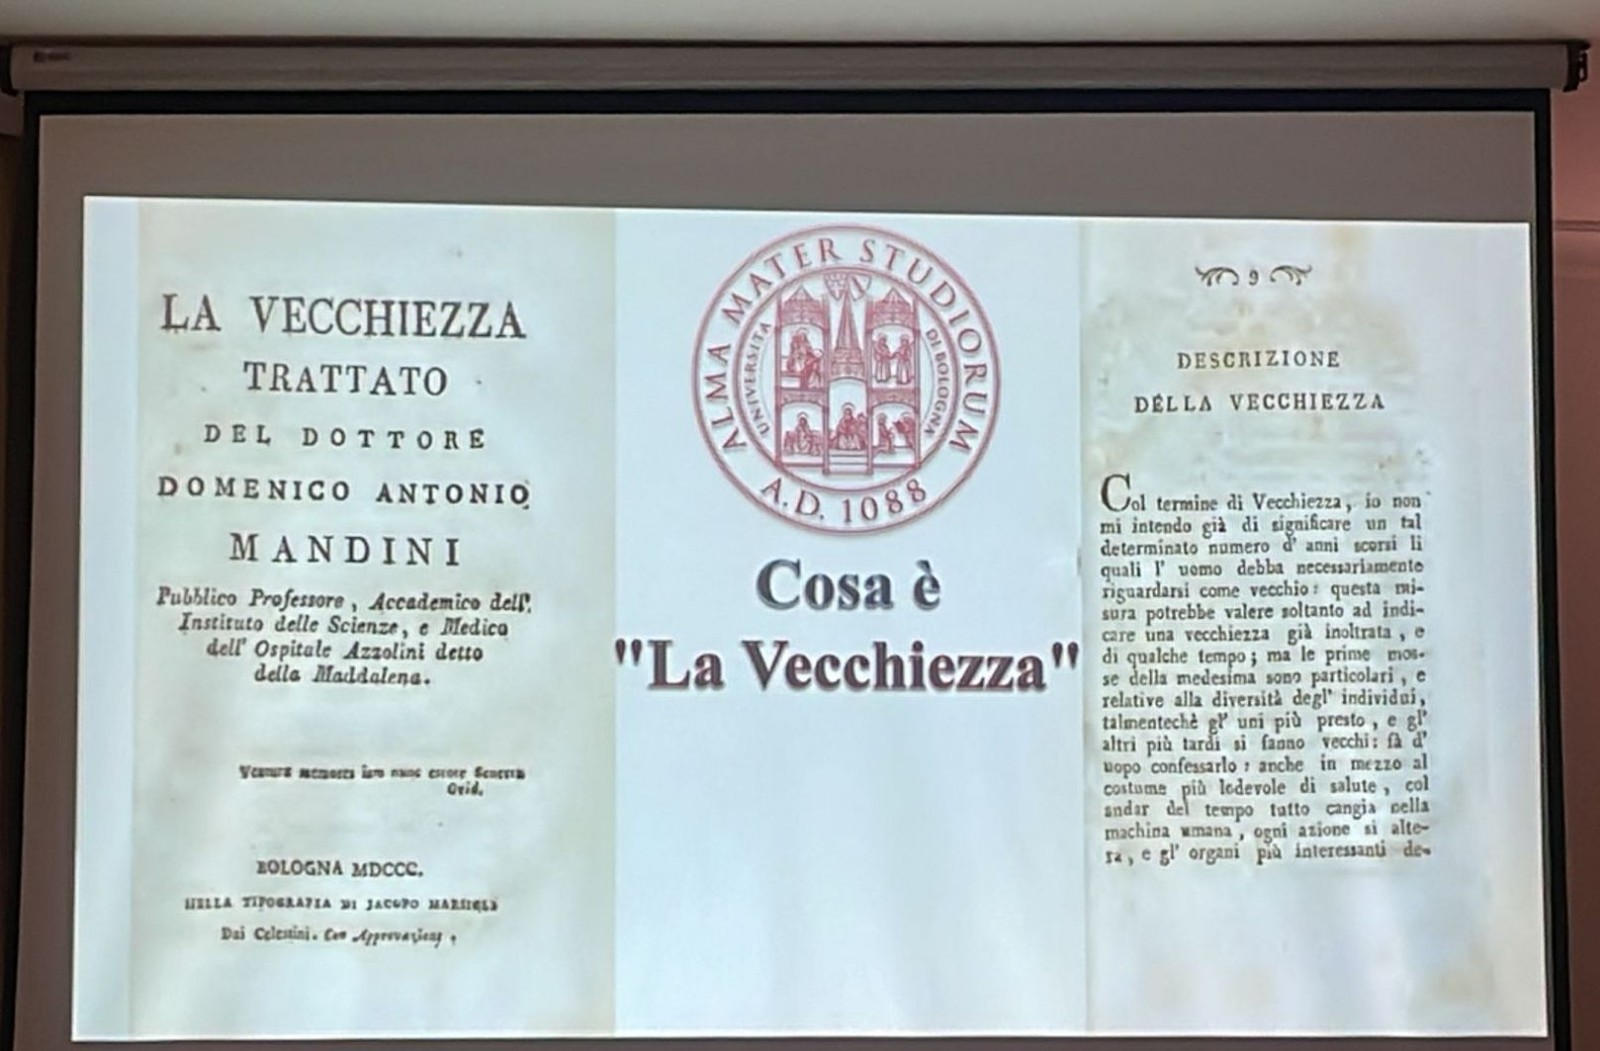 LA VECCHIEZZA
TRATTATO
DEL DOTTORE
DOMENICO ANTONIO
MANDINI
Pubblico Professore, Accademico dell'
Instituto delle Scienze, e Medico
dell' Ospitale Azzolini detto
della Maddalena.
Ovid.
BOLOGNA MDCCC.
NELLA TIPOGRAFIA DI JACOPO MARSIGLJ
Dai Celestini. Con Approvazione.
ALMA MATER STUDIORUM
UNIVERSITA DI BOLOGNA
A.D. 1088
Cosa è
"La Vecchiezza"
9
DESCRIZIONE
DELLA VECCHIEZZA
Col termine di Vecchiezza, io non
mi intendo già di significare un tal
determinato numero d' anni scorsi li
quali l' uomo debba necessariamente
riguardarsi come vecchio: questa mi-
sura potrebbe valere soltanto ad indi-
care una vecchiezza già inoltrata, e
di qualche tempo; ma le prime mos-
se della medesima sono particolari, e
relative alla diversità degl' individui,
talmentechè gl' uni più presto, e gl'
altri più tardi si fanno vecchi: fà d'
uopo confessarlo: anche in mezzo al
costume più lodevole di salute, col
andar del tempo tutto cangia nella
machina umana, ogni azione si alte-
ra, e gl' organi più interessanti de-